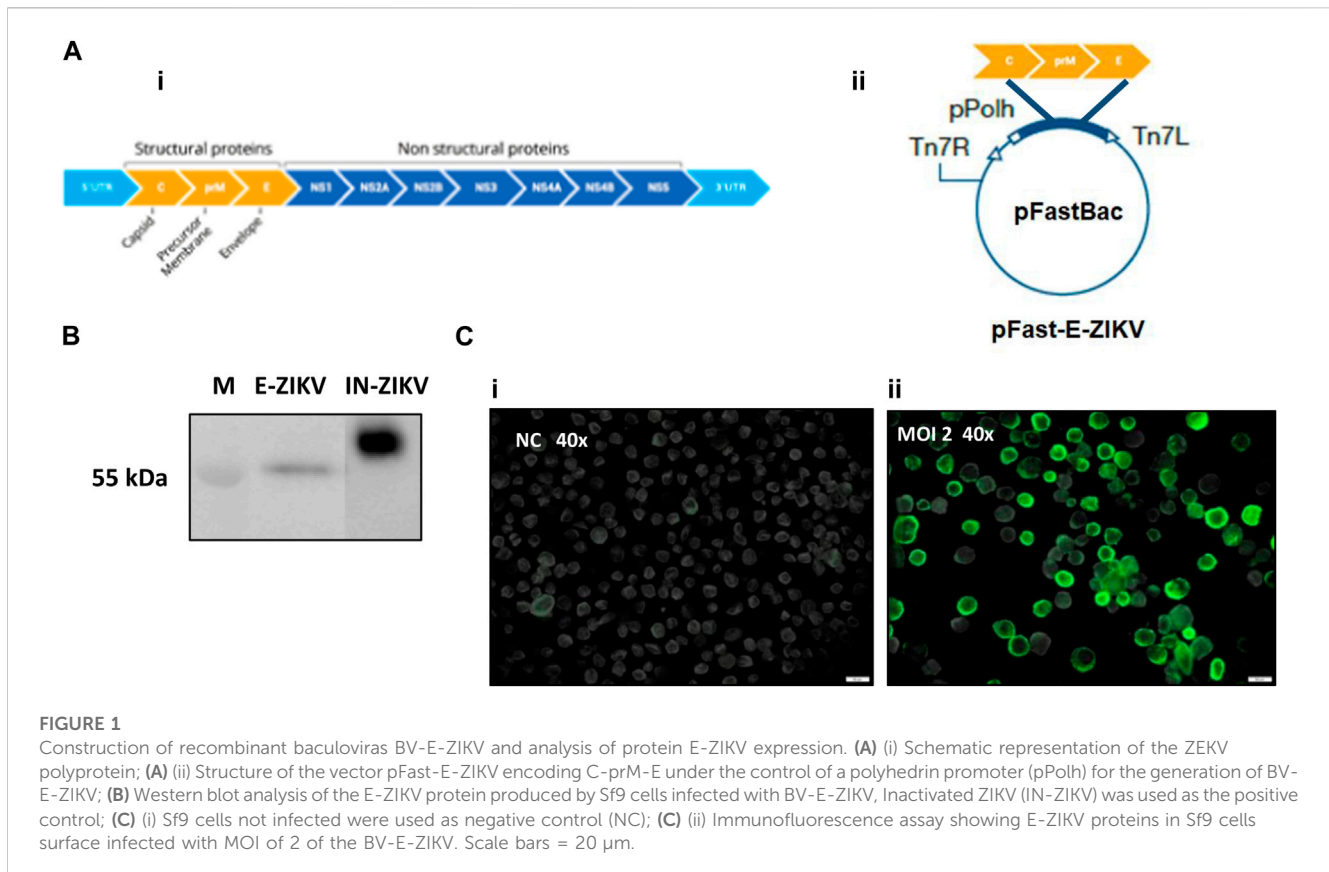 A
i
Structural proteins
Non structural proteins
5'UTR
C
prM
E
NS1
NS2A
NS2B
NS3
NS4A
NS4B
NS5
3'UTR
Capsid
Precursor
Membrane
Envelope
ii
C
prM
E
pPolh
Tn7R
Tn7L
pFastBac
pFast-E-ZIKV
B
M E-ZIKV IN-ZIKV
55 kDa
C
i
NC 40x
ii
MOI 2 40x
FIGURE 1
Construction of recombinant baculoviras BV-E-ZIKV and analysis of protein E-ZIKV expression. (A) (i) Schematic representation of the ZEKV
polyprotein; (A) (ii) Structure of the vector pFast-E-ZIKV encoding C-prM-E under the control of a polyhedrin promoter (pPolh) for the generation of BV-
E-ZIKV; (B) Western blot analysis of the E-ZIKV protein produced by Sf9 cells infected with BV-E-ZIKV, Inactivated ZIKV (IN-ZIKV) was used as the positive
control; (C) (i) Sf9 cells not infected were used as negative control (NC); (C) (ii) Immunofluorescence assay showing E-ZIKV proteins in Sf9 cells
surface infected with MOI of 2 of the BV-E-ZIKV. Scale bars = 20 µm.